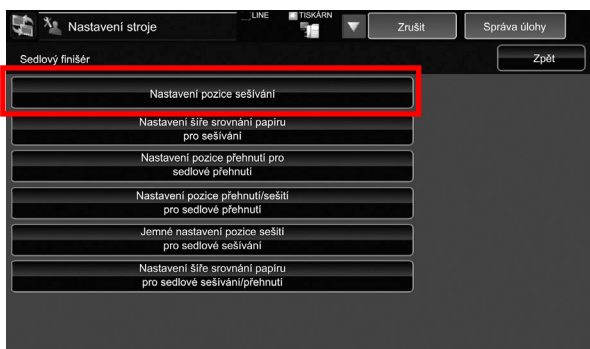 Nastavení stroje
LINE
TISKÁRN
Zrušit
Správa úlohy
Sedlový finišér
Zpět
Nastavení pozice sešívání
Nastavení šíře srovnání papíru
pro sešívání
Nastavení pozice přehnutí pro
sedlové přehnutí
Nastavení pozice přehnutí/sešití
pro sedlové přehnutí
Jemné nastavení pozice sešití
pro sedlové sešívání
Nastavení šíře srovnání papíru
pro sedlové sešívání/přehnutí